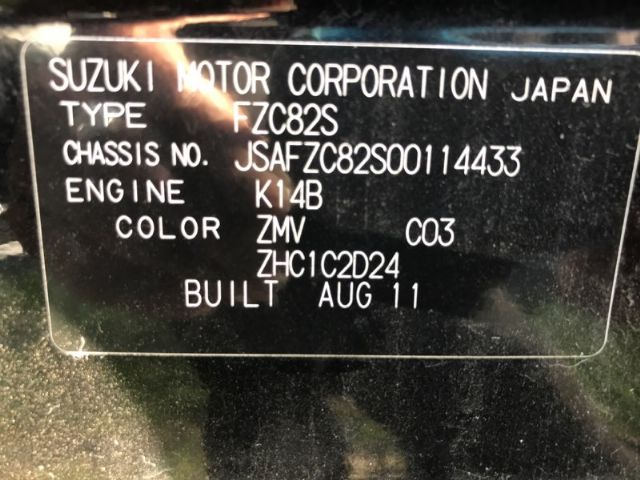 SUZUKI MOTOR CORPORATION JAPAN
TYPE FZC82S
CHASSIS NO. JSAFZC82S00114433
ENGINE K14B
COLOR ZMV C03
ZHC1C2D24
BUILT AUG 11